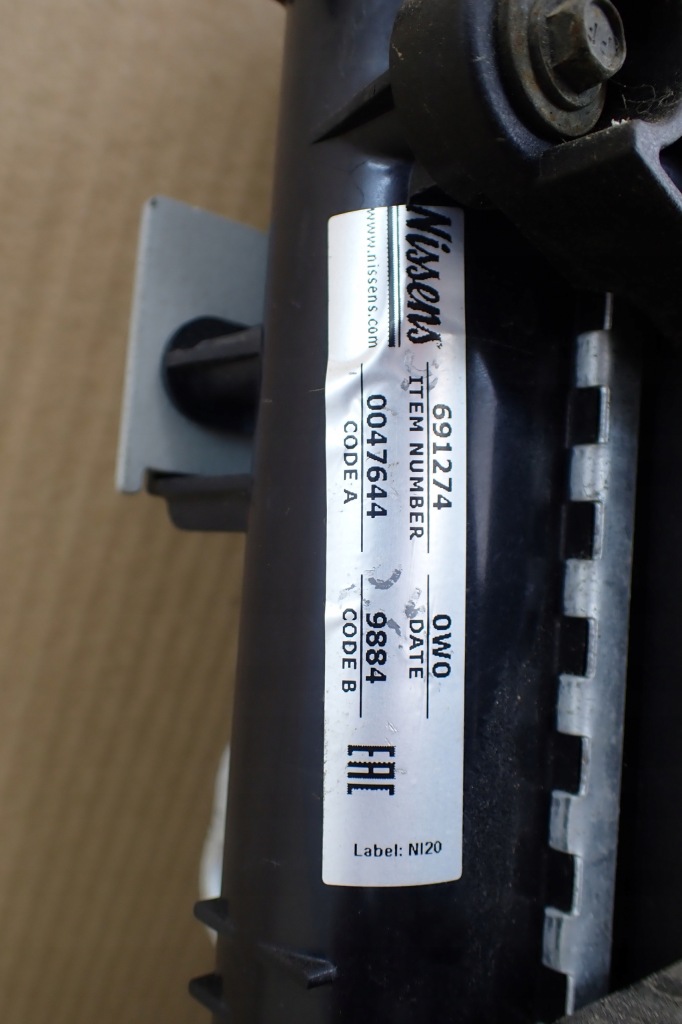 Nissens
www.nissens.com
691274
ITEM NUMBER
0W0
DATE
0047644
CODE A
9884
CODE B
EAC
Label: NI20